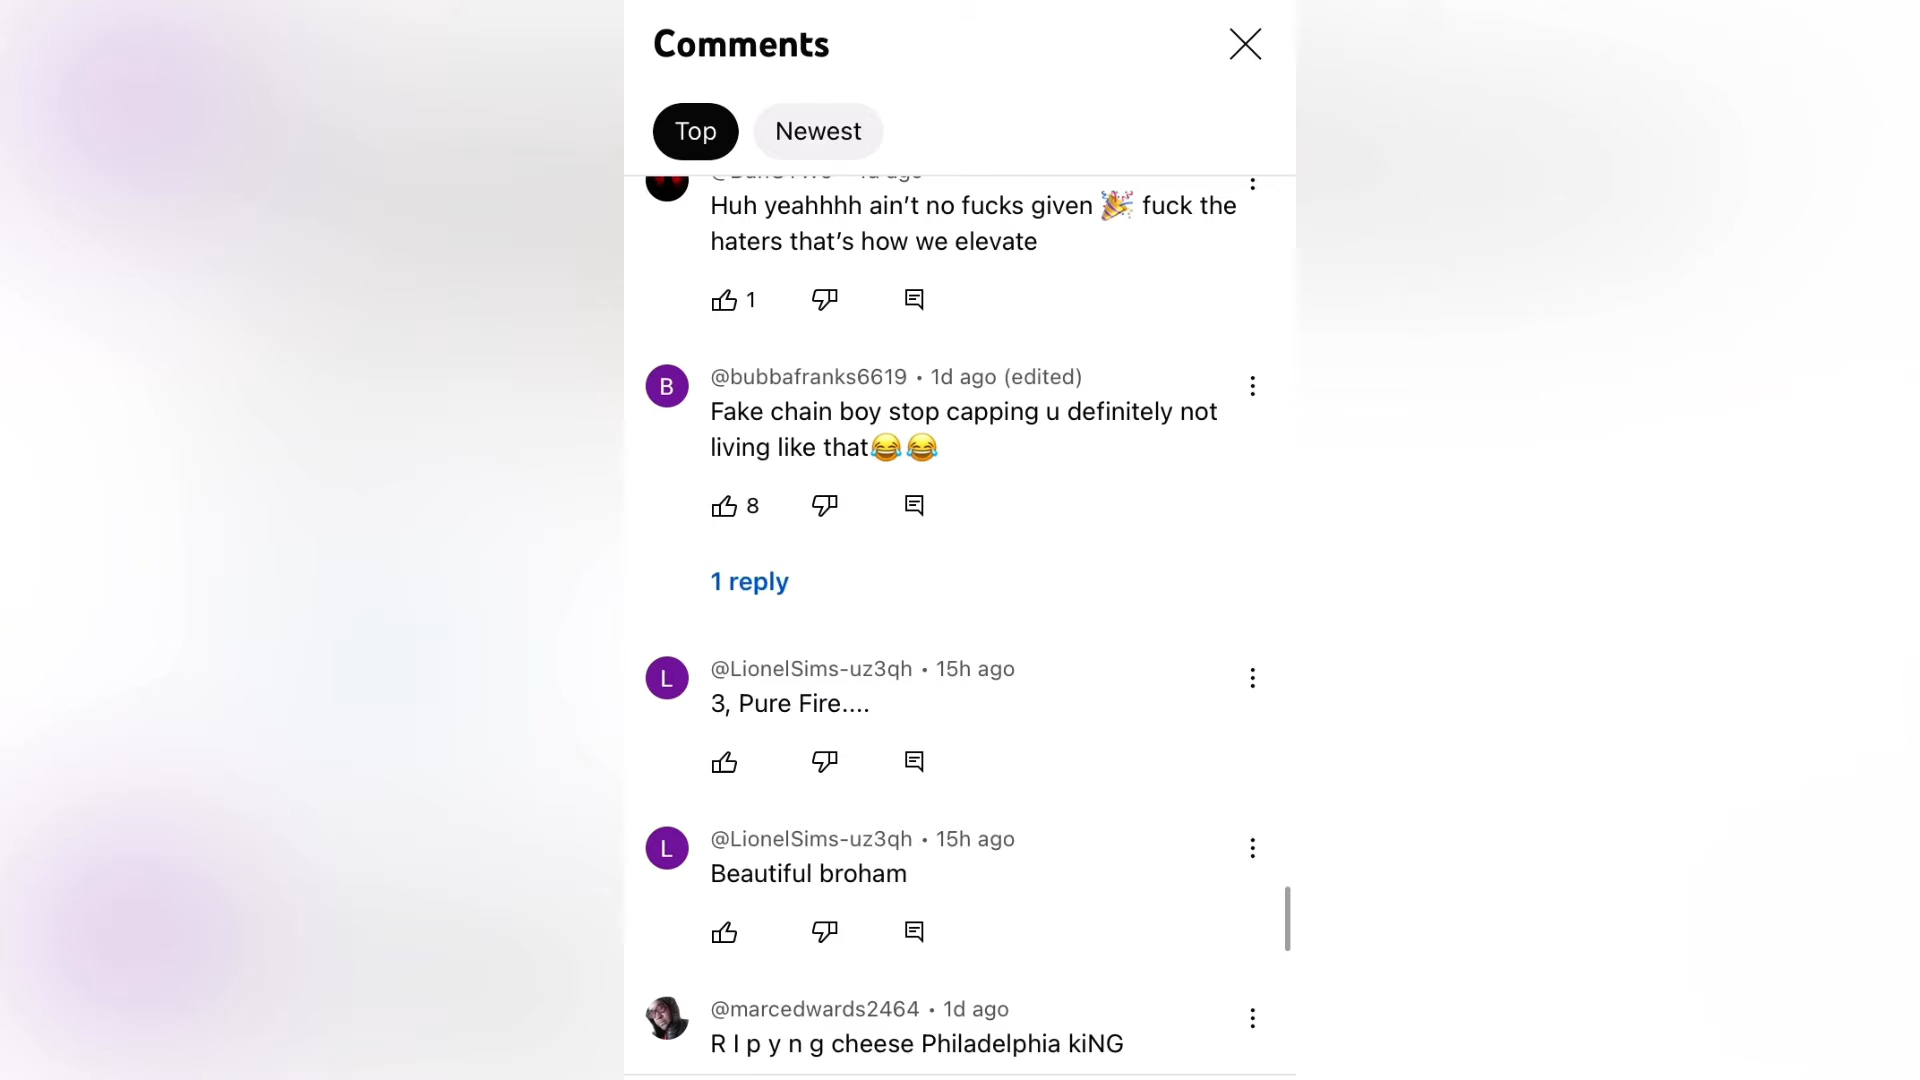 Comments
Top Newest
Huh yeahhhh ain't no fucks given 🎉 fuck the
haters that's how we elevate
1
B
@bubbafranks6619 • 1d ago (edited)
Fake chain boy stop capping u definitely not
living like that😂😂
8
1 reply
L
@LionelSims-uz3qh • 15h ago
3, Pure Fire....
L
@LionelSims-uz3qh • 15h ago
Beautiful broham
@marcedwards2464 • 1d ago
R I p y n g cheese Philadelphia kiNG